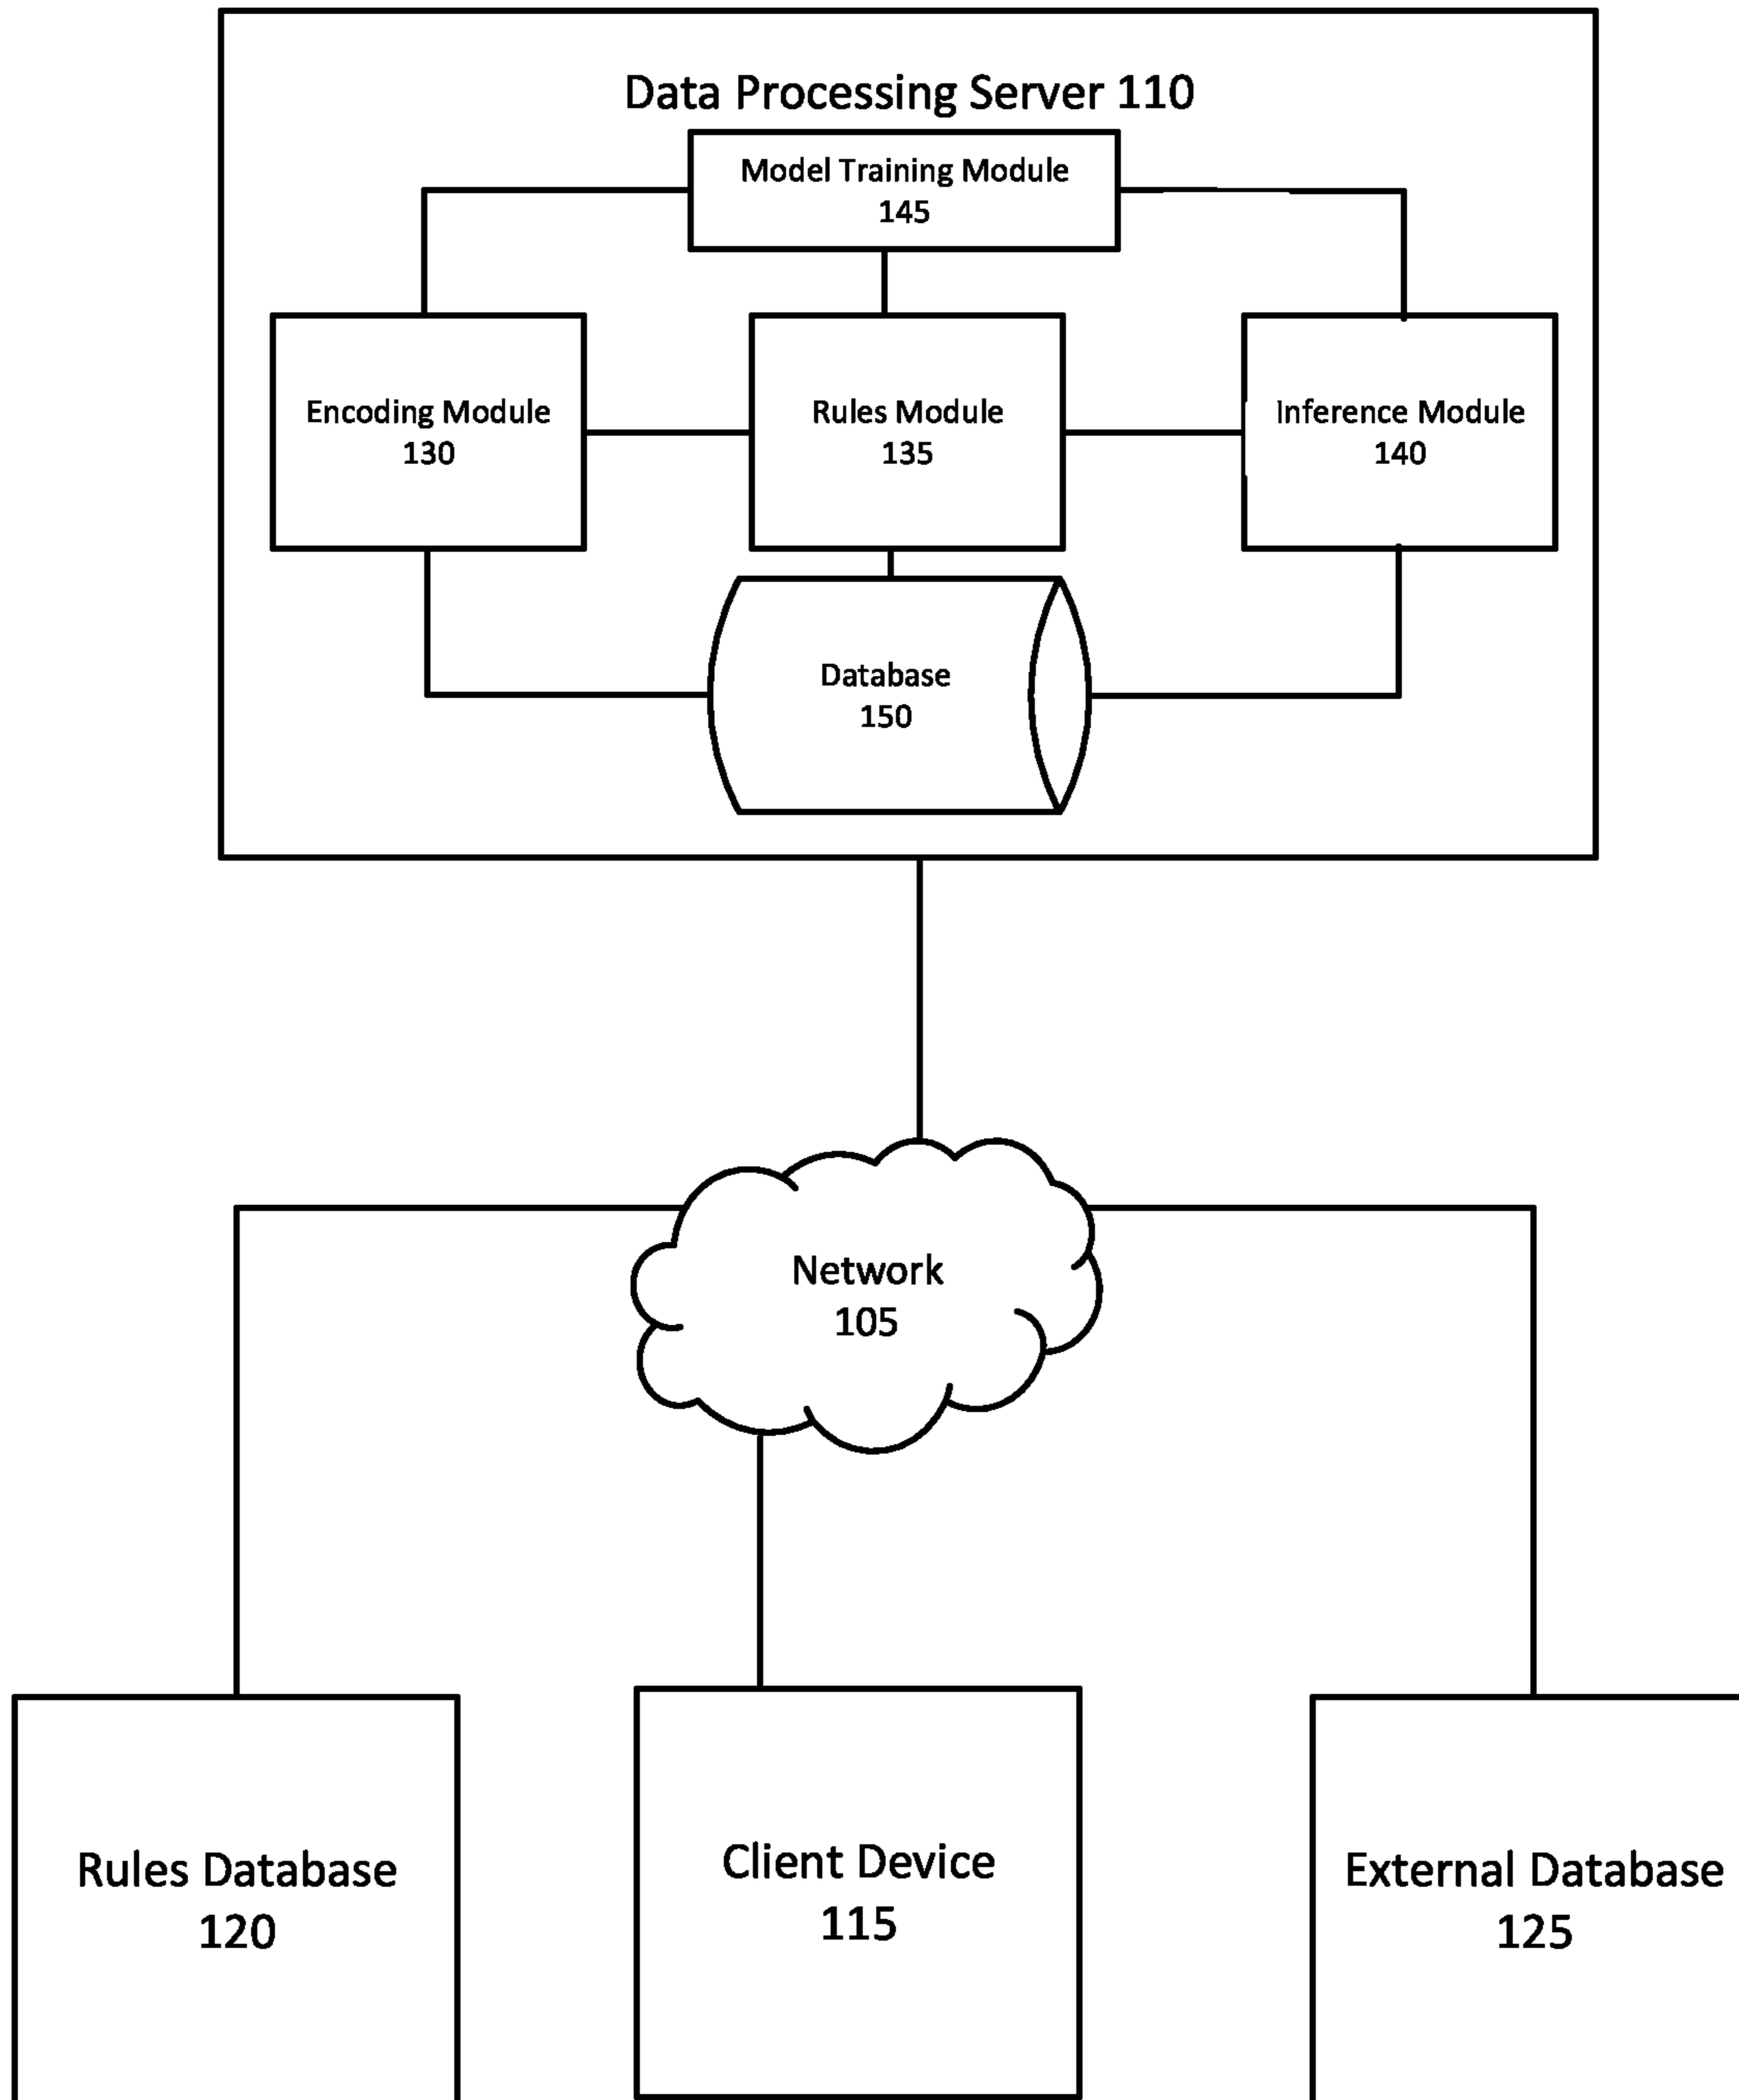 Data Processing Server 110
Model Training Module
145
Encoding Module
130
Rules Module
135
Inference Module
140
Database
150
Network
105
Rules Database
120
Client Device
115
External Database
125